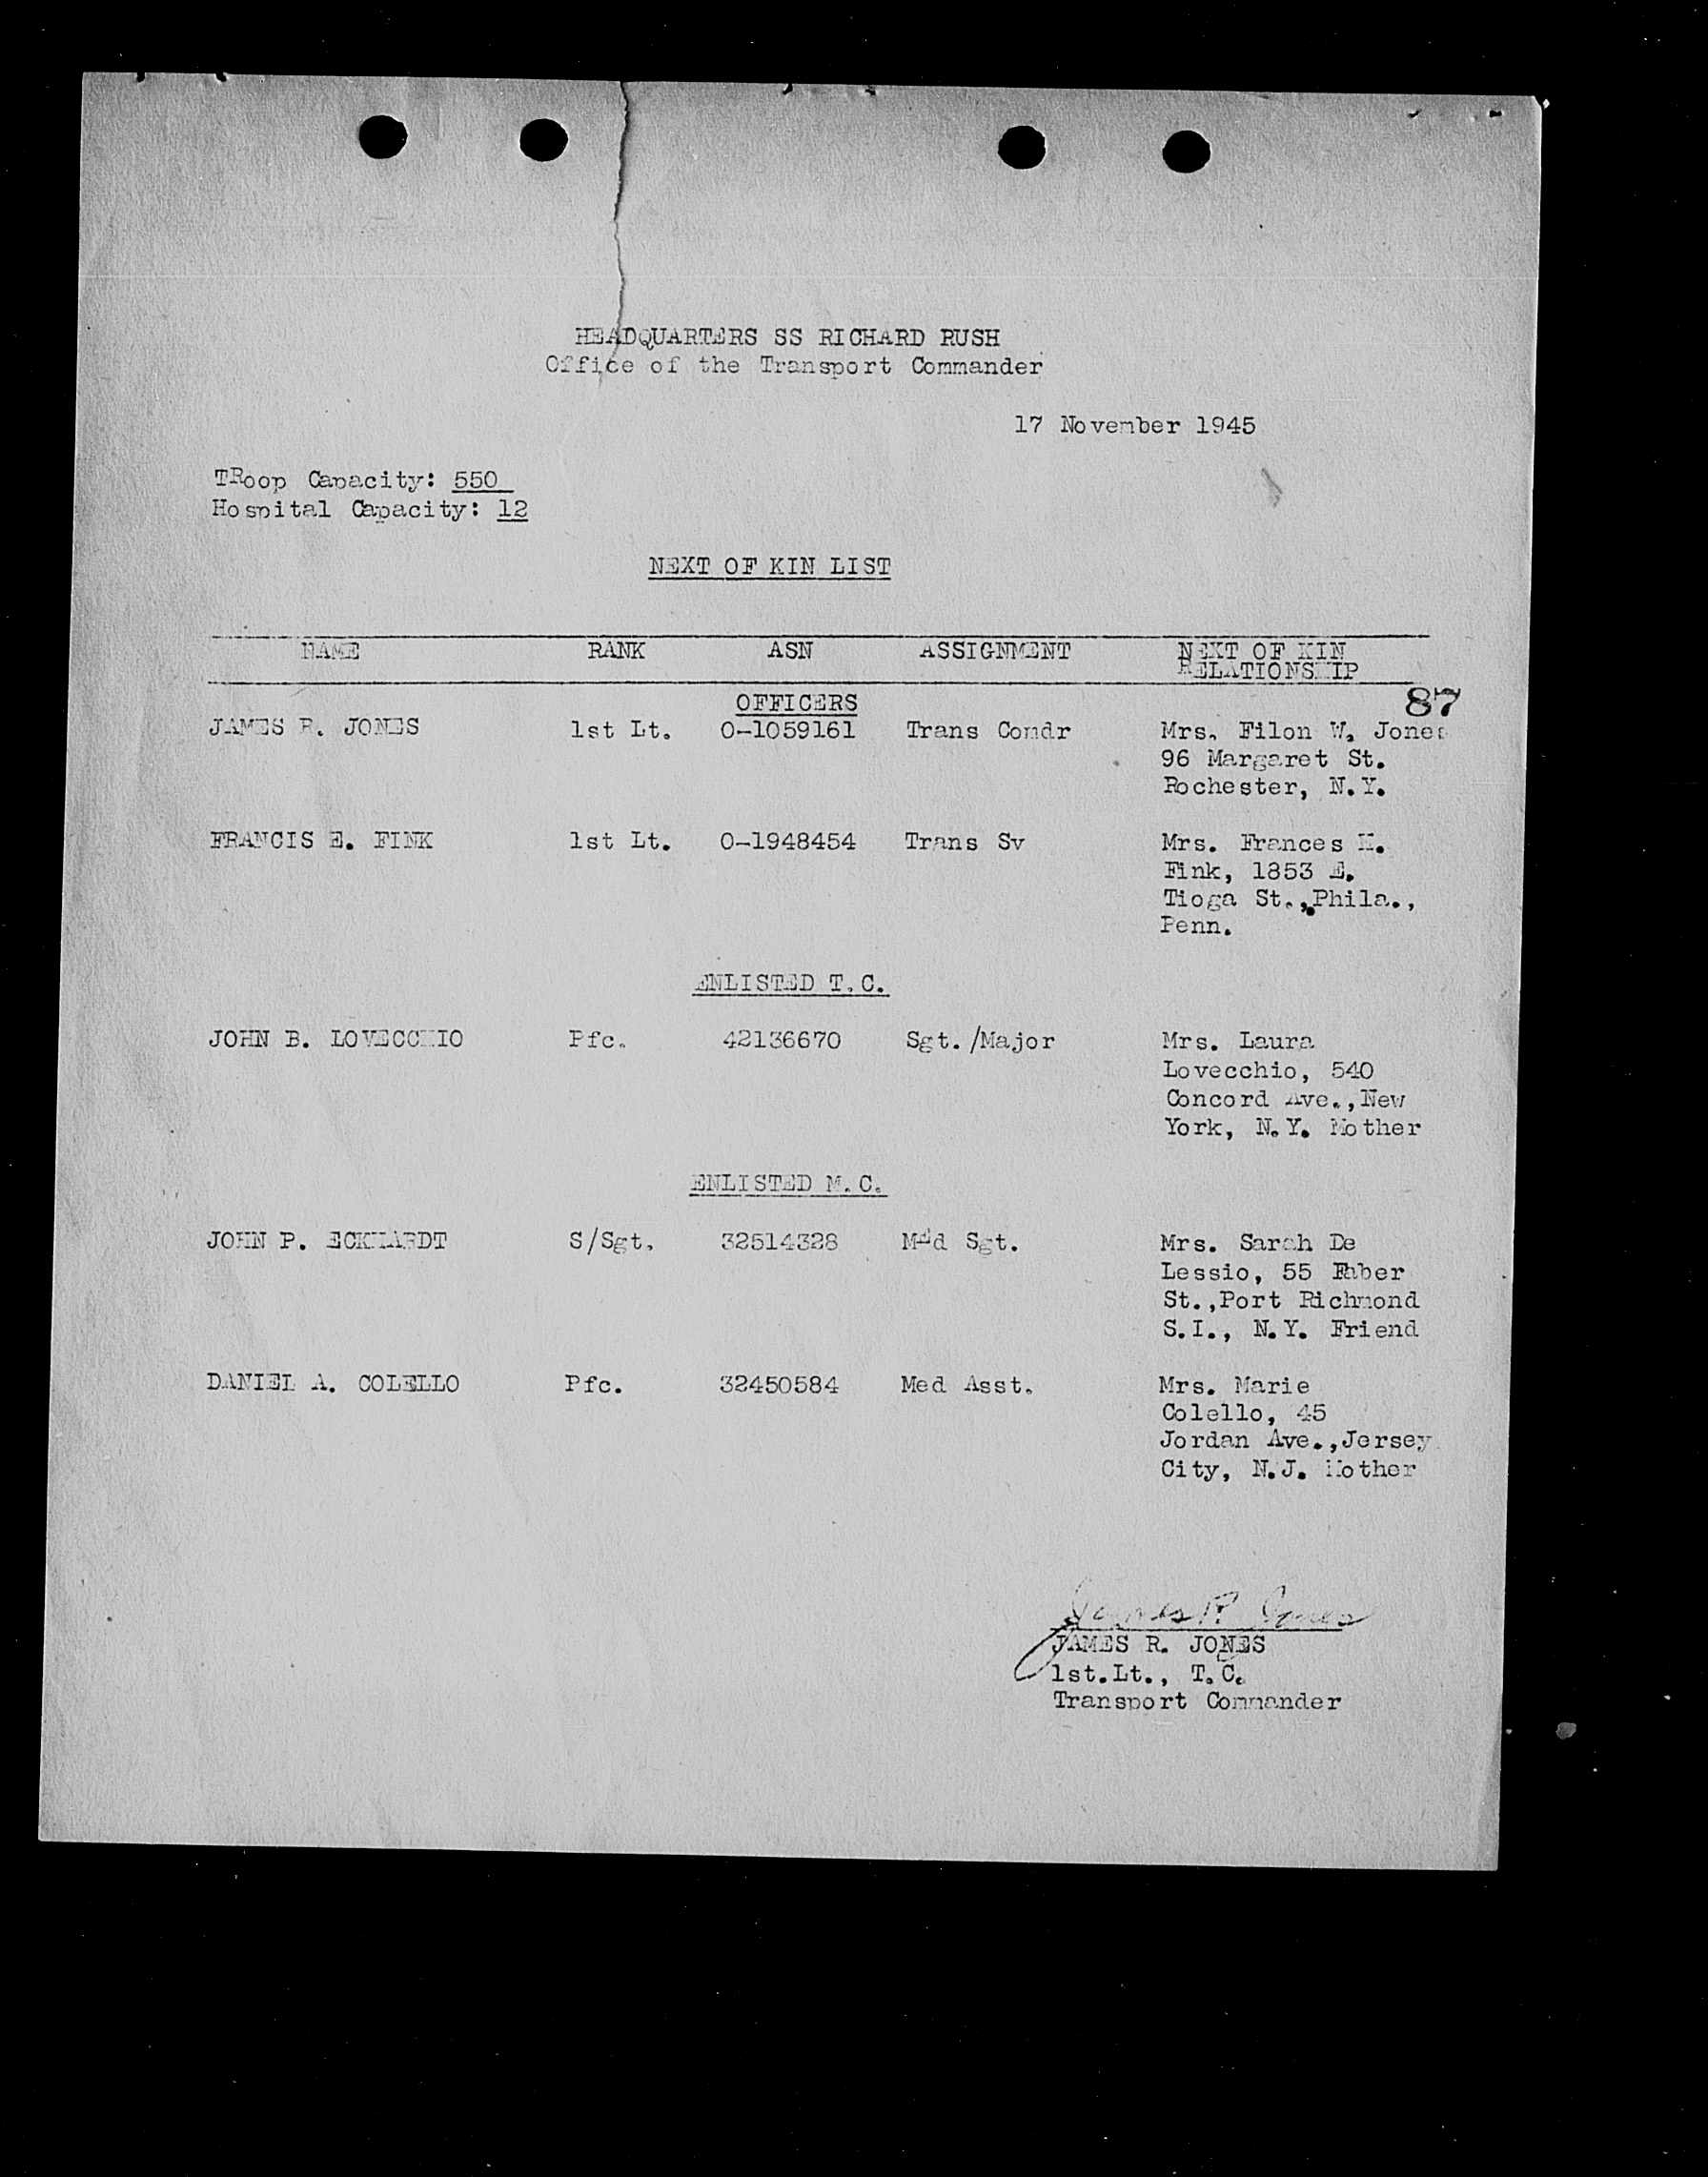 HEADQUARTERS SS RICHARD RUSH
Office of the Transport Commander
17 November 1945
TRoop Capacity: 550
Hospital Capacity: 12
NEXT OF KIN LIST
NAME RANK ASN ASSIGNMENT NEXT OF KIN
RELATIONSHIP
87
OFFICERS
JAMES R. JONES 1st Lt. O-1059161 Trans Comdr Mrs. Filon W. Jones
96 Margaret St.
Rochester, N.Y.
FRANCIS E. FINK 1st Lt. O-1948454 Trans Sv Mrs. Frances
Fink, 1853 E.
Tioga St.,Phila.,
Penn.
ENLISTED T.C.
JOHN B. LOVECCHIO Pfc. 42136670 Sgt./Major Mrs. Laura
Lovecchio, 540
Concord Ave.,New
York, N.Y. Mother
ENLISTED M.C.
JOHN P. ECKHARDT S/Sgt. 32514328 Med Sgt. Mrs. Sarah De
Lessio, 55 Faber
St.,Port Richmond
S.I., N.Y. Friend
DANIEL A. COLELLO Pfc. 32450584 Med Asst. Mrs. Marie
Colello, 45
Jordan Ave.,Jersey
City, N.J. Mother
James R. Jones
JAMES R. JONES
1st.Lt., T.C.
Transport Commander